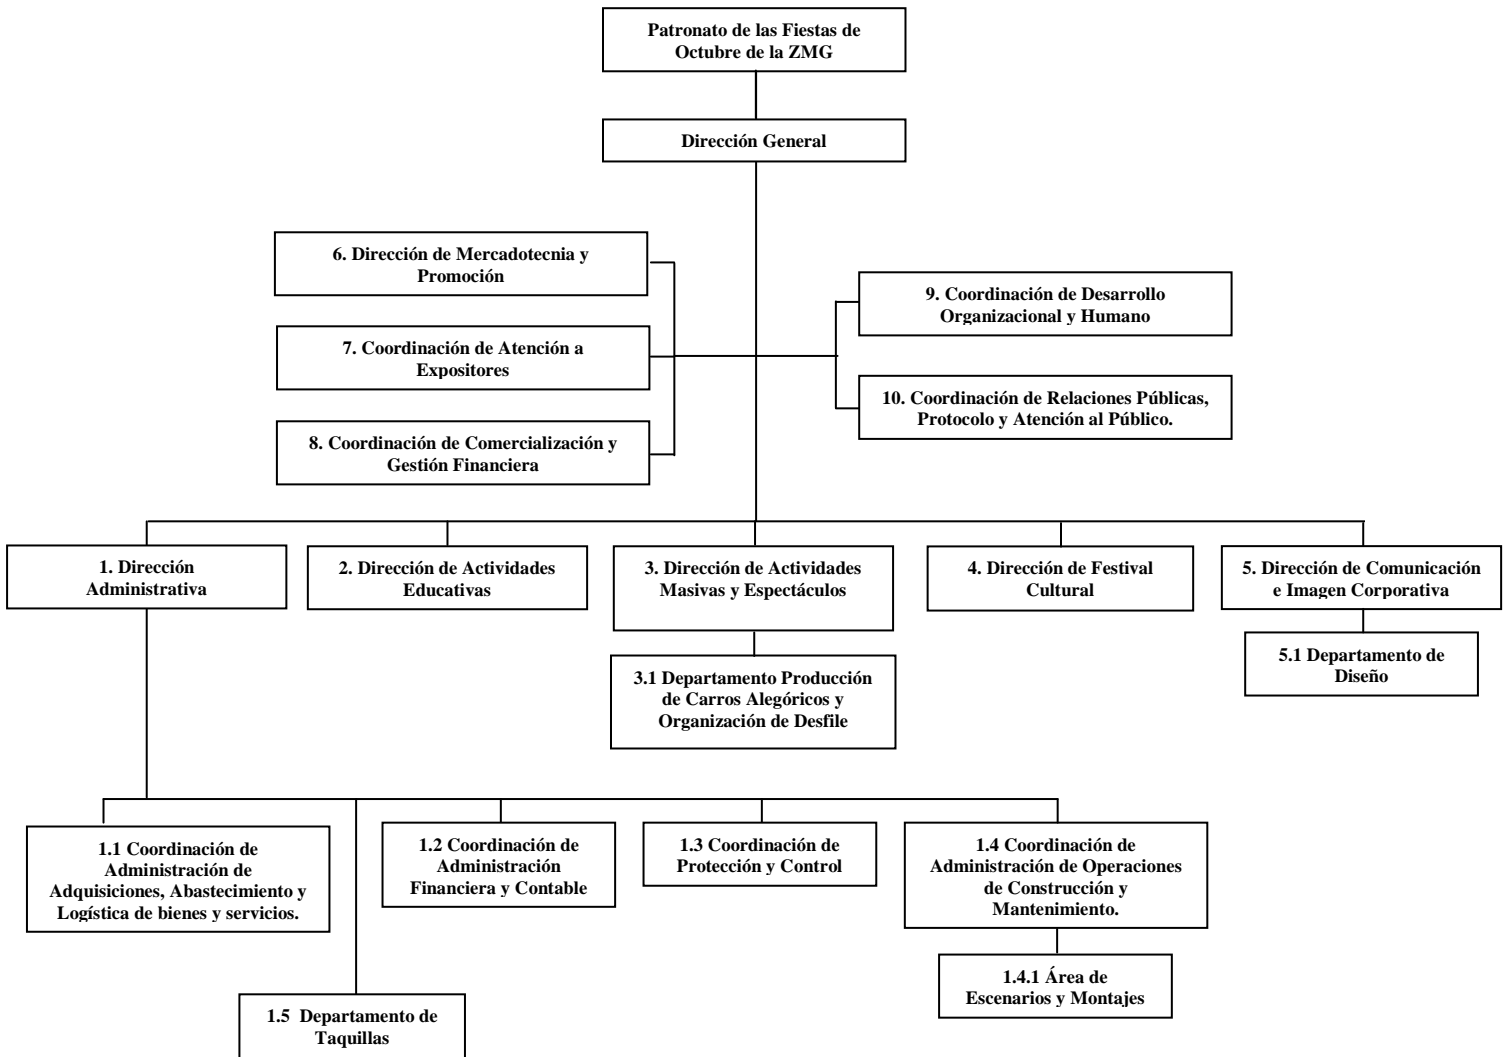 Patronato de las Fiestas de
Octubre de la ZMG
Dirección General
6. Dirección de Mercadotecnia y
Promoción
9. Coordinación de Desarrollo
Organizacional y Humano
7. Coordinación de Atención a
Expositores
10. Coordinación de Relaciones Públicas,
Protocolo y Atención al Público.
8. Coordinación de Comercialización y
Gestión Financiera
1. Dirección
Administrativa
2. Dirección de Actividades
Educativas
3. Dirección de Actividades
Masivas y Espectáculos
4. Dirección de Festival
Cultural
5. Dirección de Comunicación
e Imagen Corporativa
3.1 Departamento Producción
de Carros Alegóricos y
Organización de Desfile
5.1 Departamento de
Diseño
1.1 Coordinación de
Administración de
Adquisiciones, Abastecimiento y
Logística de bienes y servicios.
1.2 Coordinación de
Administración
Financiera y Contable
1.3 Coordinación de
Protección y Control
1.4 Coordinación de
Administración de Operaciones
de Construcción y
Mantenimiento.
1.4.1 Área de
Escenarios y Montajes
1.5 Departamento de
Taquillas